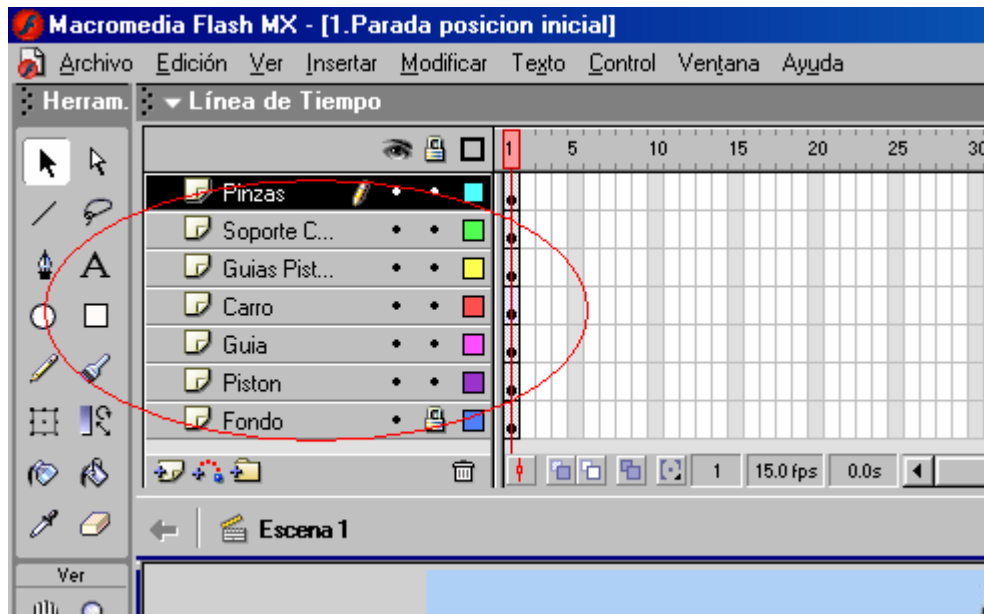 Macromedia Flash MX - [1.Parada posicion inicial]
Archivo Edición Ver Insertar Modificar Texto Control Ventana Ayuda
Herram. Línea de Tiempo
1 5 10 15 20 25 30
Pinzas
Soporte C...
Guias Pist...
Carro
Guia
Piston
Fondo
A
1 15.0 fps 0.0s
Escena 1
Ver